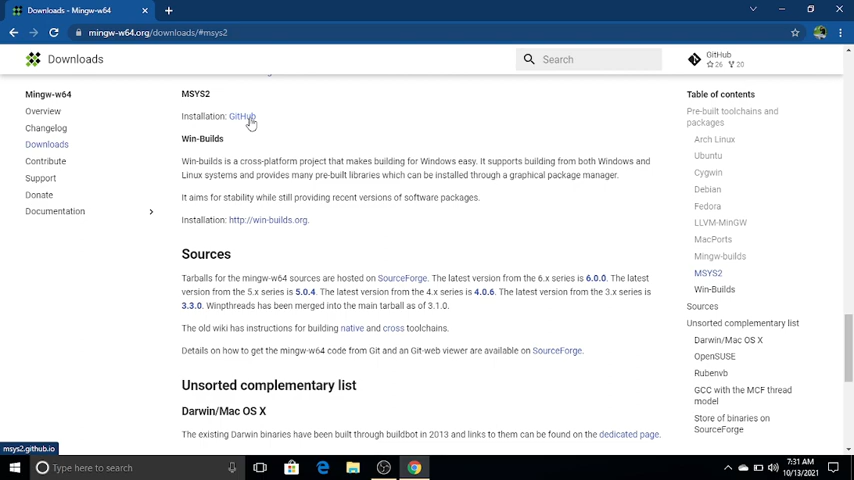 Downloads - Mingw-w64
mingw-w64.org/downloads/#msys2
Downloads
Search
GitHub
26 20
Mingw-w64
Overview
Changelog
Downloads
Contribute
Support
Donate
Documentation
MSYS2
Installation: GitHub
Win-Builds
Win-builds is a cross-platform project that makes building for Windows easy. It supports building from both Windows and
Linux systems and provides many pre-built libraries which can be installed through a graphical package manager.
It aims for stability while still providing recent versions of software packages.
Installation: http://win-builds.org.
Sources
Tarballs for the mingw-w64 sources are hosted on SourceForge. The latest version from the 6.x series is 6.0.0. The latest
version from the 5.x series is 5.0.4. The latest version from the 4.x series is 4.0.6. The latest version from the 3.x series is
3.3.0. Winpthreads has been merged into the main tarball as of 3.1.0.
The old wiki has instructions for building native and cross toolchains.
Details on how to get the mingw-w64 code from Git and an Git-web viewer are available on SourceForge.
Unsorted complementary list
Darwin/Mac OS X
The existing Darwin binaries have been built through buildbot in 2013 and links to them can be found on the dedicated page.
Table of contents
Pre-built toolchains and
packages
Arch Linux
Ubuntu
Cygwin
Debian
Fedora
LLVM-MinGW
MacPorts
Mingw-builds
MSYS2
Win-Builds
Sources
Unsorted complementary list
Darwin/Mac OS X
OpenSUSE
Rubenvb
GCC with the MCF thread
model
Store of binaries on
SourceForge
msys2.github.io
Type here to search
7:31 AM
10/13/2021